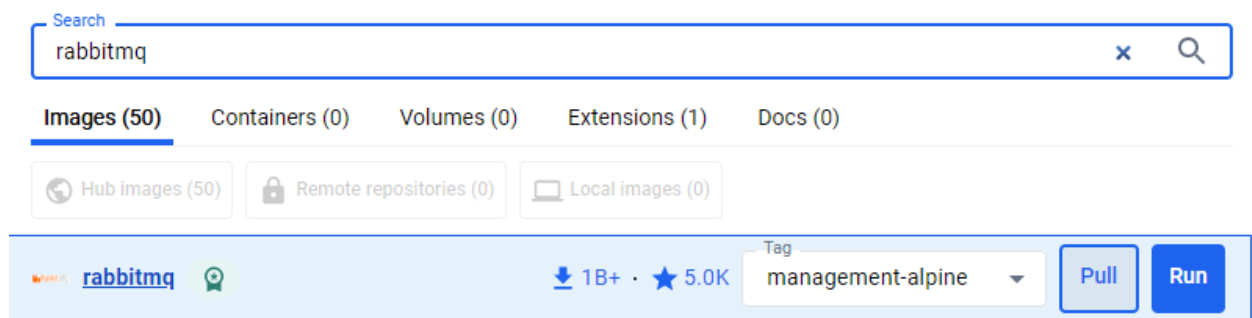 Search
rabbitmq
Images (50) Containers (0) Volumes (0) Extensions (1) Docs (0)
Hub images (50) Remote repositories (0) Local images (0)
Tag
rabbitmq 1B+ · 5.0K management-alpine Pull Run